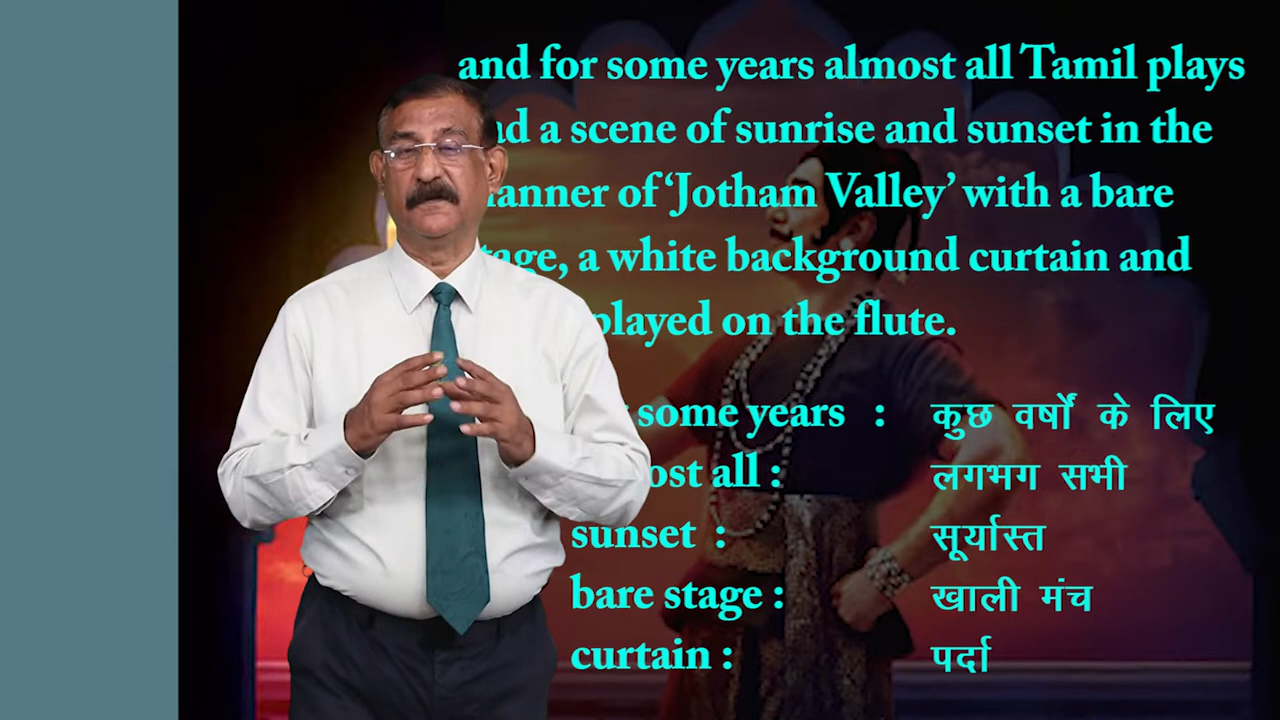 and for some years almost all Tamil plays
a scene of sunrise and sunset in the
of ‘Jotham Valley’ with a bare
a white background curtain and
played on the flute.
some years : कुछ वर्षों के लिए
all : लगभग सभी
sunset : सूर्यास्त
bare stage : खाली मंच
curtain : पर्दा